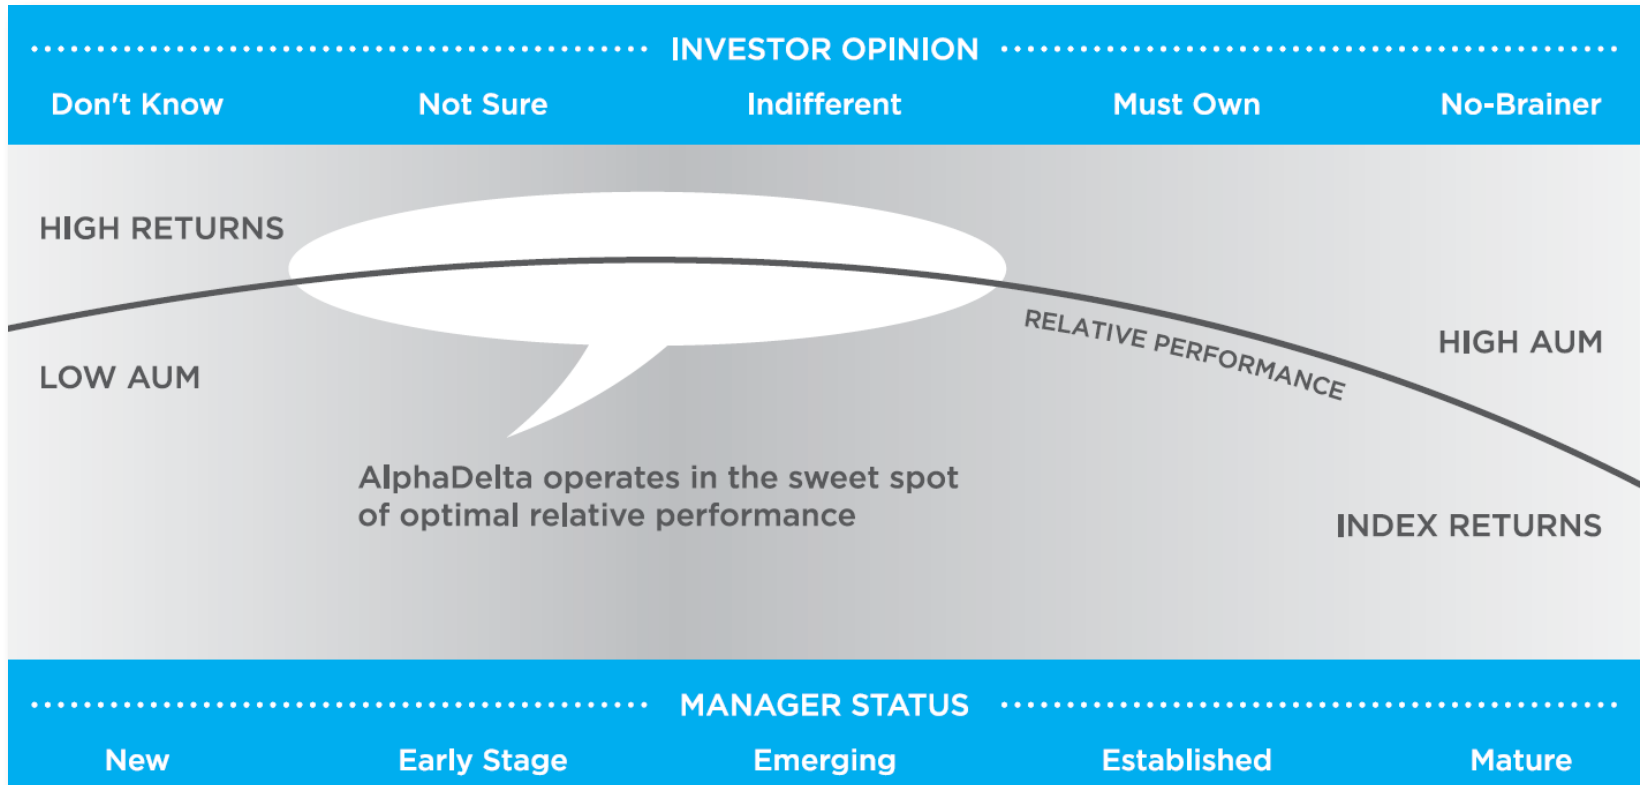 INVESTOR OPINION
Don't Know Not Sure Indifferent Must Own No-Brainer
HIGH RETURNS
RELATIVE PERFORMANCE
HIGH AUM
LOW AUM
AlphaDelta operates in the sweet spot
of optimal relative performance
INDEX RETURNS
MANAGER STATUS
New Early Stage Emerging Established Mature